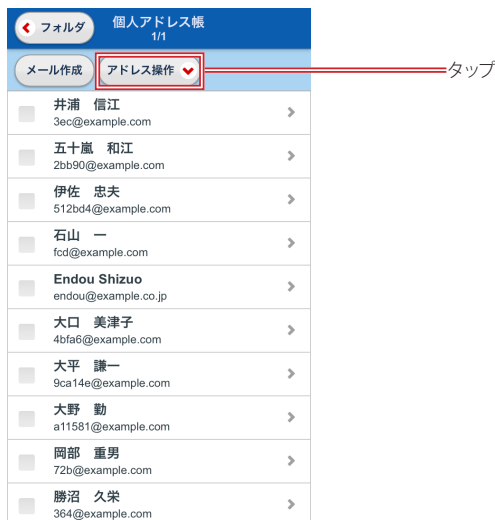 フォルダ
個人アドレス帳
1/1
メール作成
アドレス操作
タップ
井浦　信江
3ec@example.com
五十嵐　和江
2bb90@example.com
伊佐　忠夫
512bd4@example.com
石山　一
fcd@example.com
Endou Shizuo
endou@example.co.jp
大口　美津子
4bfa6@example.com
大平　謙一
9ca14e@example.com
大野　勤
a11581@example.com
岡部　重男
72b@example.com
勝沼　久栄
364@example.com